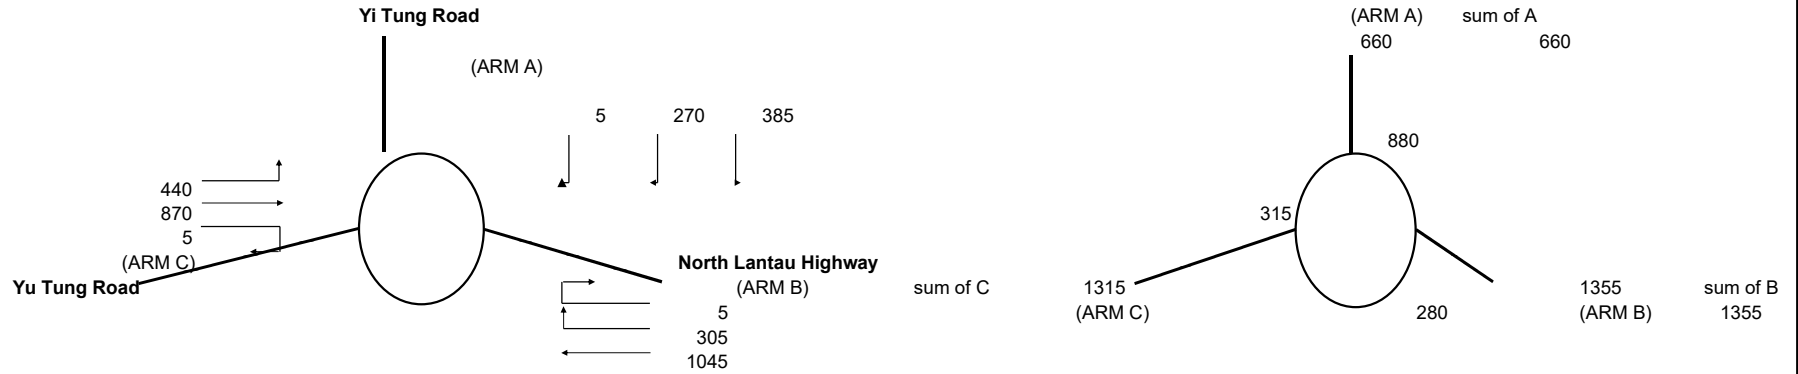 Yi Tung Road
(ARM A)
5 270 385
440
870
5
(ARM C)
Yu Tung Road
North Lantau Highway
(ARM B)
5
305
1045
(ARM A) sum of A
660 660
880
315
sum of C 1315 1355 sum of B
(ARM C) 280 (ARM B) 1355